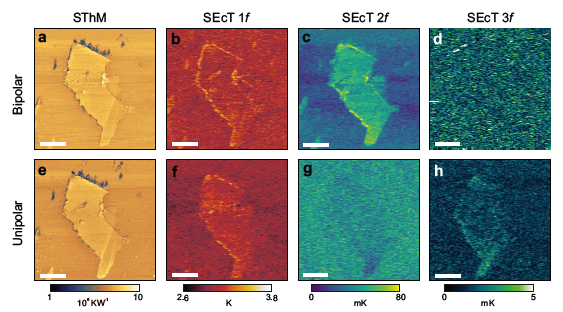 SThM SEcT 1f SEcT 2f SEcT 3f
Bipolar
a b c d
Unipolar
e f g h
1 10 2.6 3.8 0 80 0 5
10⁶ KW⁻¹ K mK mK